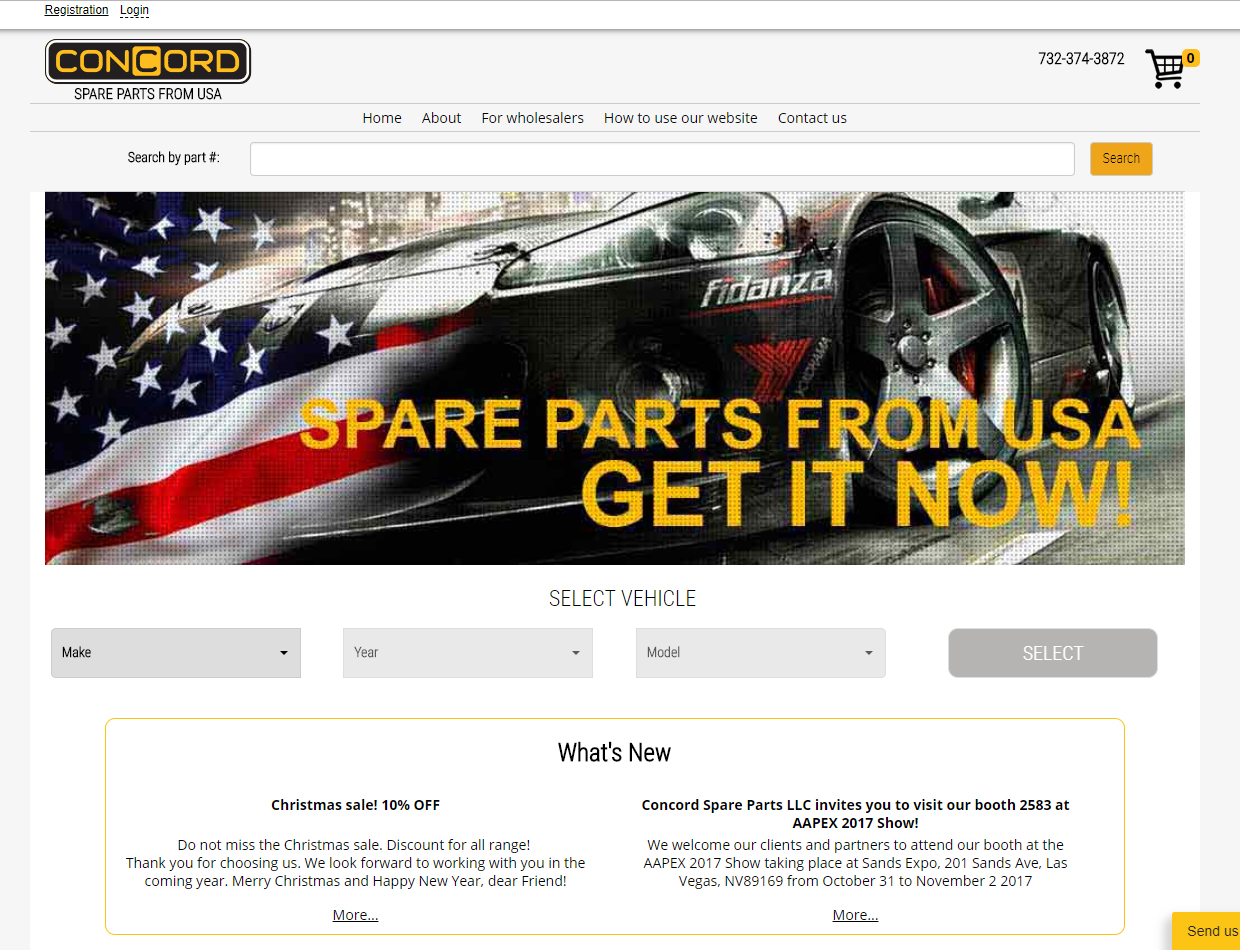 Registration Login
CONCORD
SPARE PARTS FROM USA
732-374-3872
0
Home About For wholesalers How to use our website Contact us
Search by part #:
Search
fidanza
YOKOHAMA
SPARE PARTS FROM USA
GET IT NOW!
SELECT VEHICLE
Make
Year
Model
SELECT
What's New
Christmas sale! 10% OFF
Do not miss the Christmas sale. Discount for all range!
Thank you for choosing us. We look forward to working with you in the
coming year. Merry Christmas and Happy New Year, dear Friend!
More...
Concord Spare Parts LLC invites you to visit our booth 2583 at
AAPEX 2017 Show!
We welcome our clients and partners to attend our booth at the
AAPEX 2017 Show taking place at Sands Expo, 201 Sands Ave, Las
Vegas, NV89169 from October 31 to November 2 2017
More...
Send us